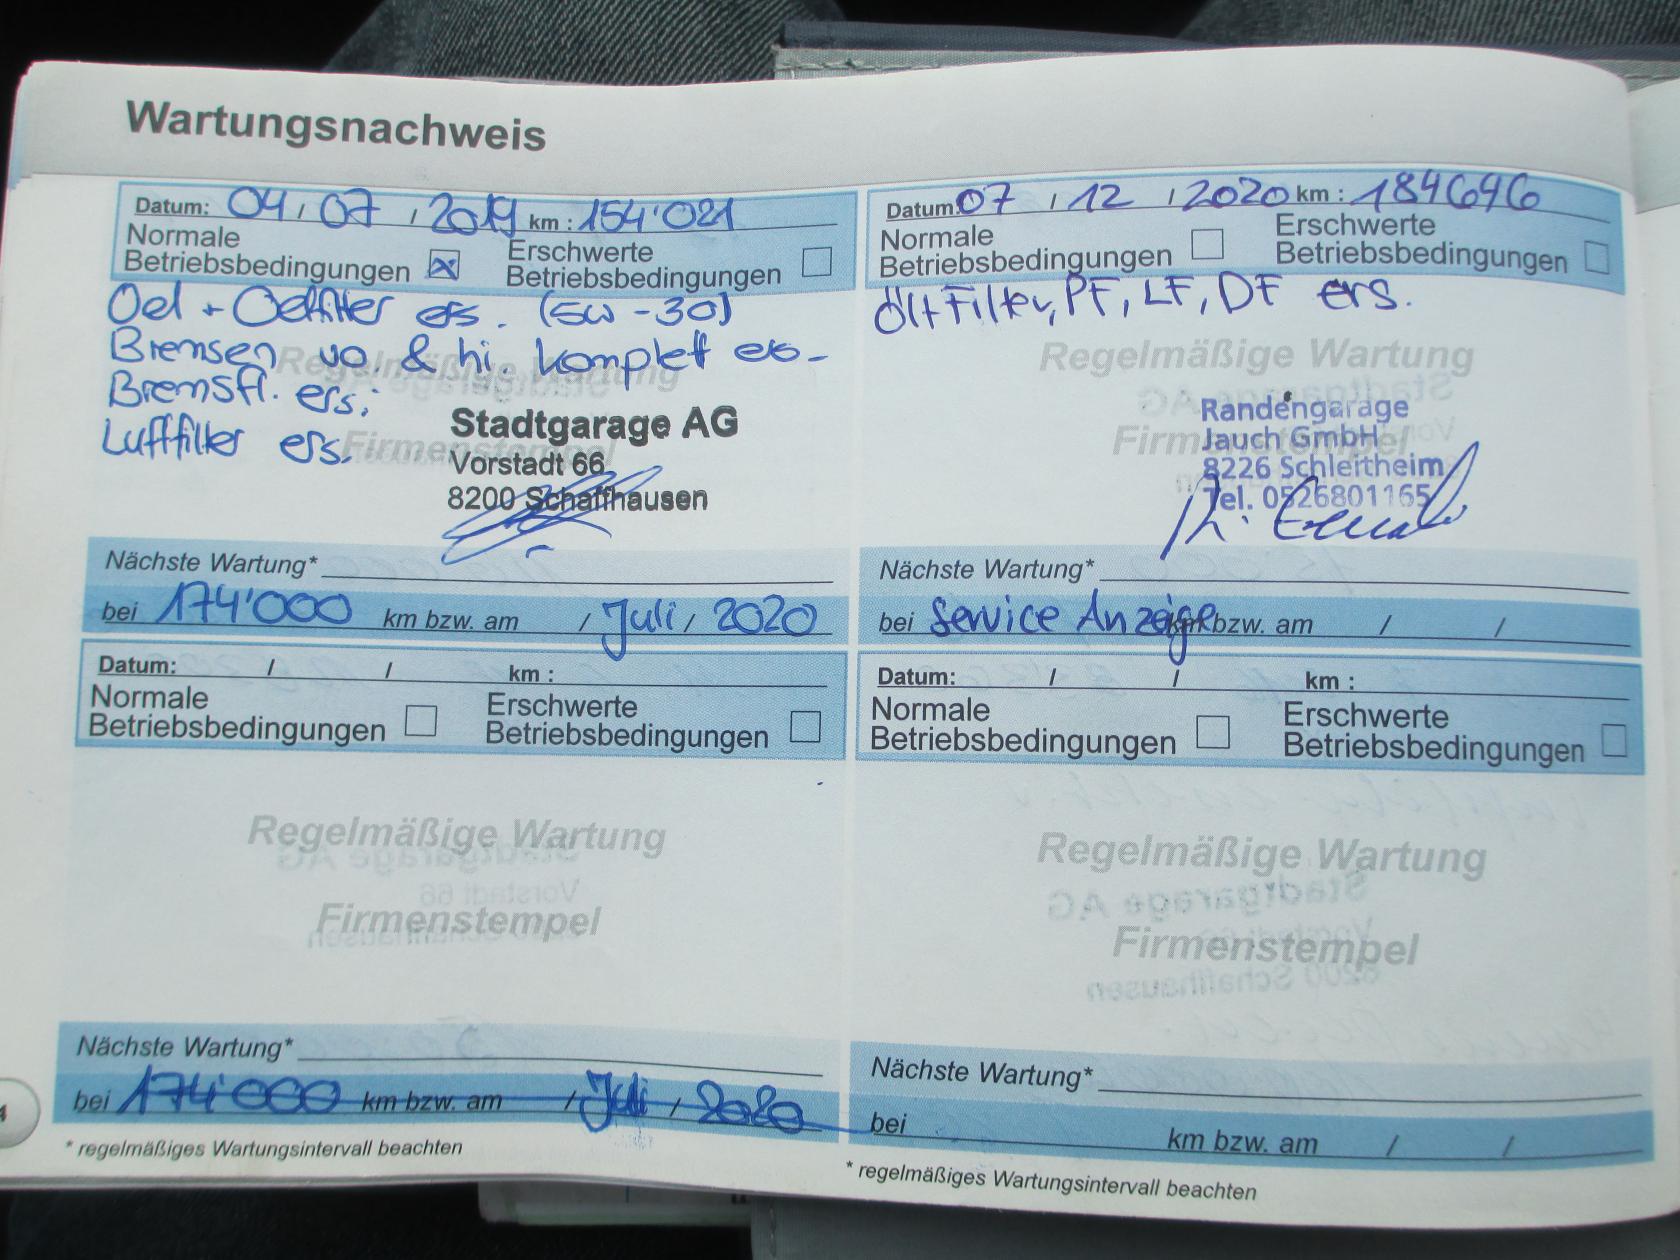 Wartungsnachweis
Datum: 04 / 07 / 2019 km : 154'021
Normale
Betriebsbedingungen
Erschwerte
Betriebsbedingungen
Oel + Oelfilter ers. (5W-30)
Bremsen vo. & hi. komplett ers.
Bremsfl. ers.
Luftfilter ers.
Regelmäßige Wartung
Firmenstempel
Stadtgarage AG
Vorstadt 66
8200 Schaffhausen
Nächste Wartung*
bei 174'000 km bzw. am / Juli / 2020
Datum: 07 / 12 / 2020 km : 184646
Normale
Betriebsbedingungen
Erschwerte
Betriebsbedingungen
Öl+Filter, PF, LF, DF ers.
Regelmäßige Wartung
Firmenstempel
Randengarage
Jauch GmbH
8226 Schleitheim
Tel. 0526801165
Nächste Wartung*
bei Service Anzeige km bzw. am / /
Datum: / / km :
Normale
Betriebsbedingungen
Erschwerte
Betriebsbedingungen
Regelmäßige Wartung
Firmenstempel
Nächste Wartung*
bei 174'000 km bzw. am / Juli / 2020
* regelmäßiges Wartungsintervall beachten
Datum: / / km :
Normale
Betriebsbedingungen
Erschwerte
Betriebsbedingungen
Regelmäßige Wartung
Firmenstempel
Nächste Wartung*
bei km bzw. am / /
* regelmäßiges Wartungsintervall beachten
4